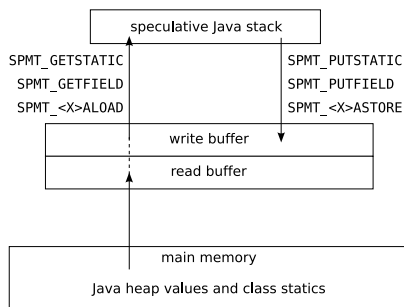 speculative Java stack
SPMT_GETSTATIC
SPMT_GETFIELD
SPMT_<X>ALOAD
SPMT_PUTSTATIC
SPMT_PUTFIELD
SPMT_<X>ASTORE
write buffer
read buffer
main memory
Java heap values and class statics